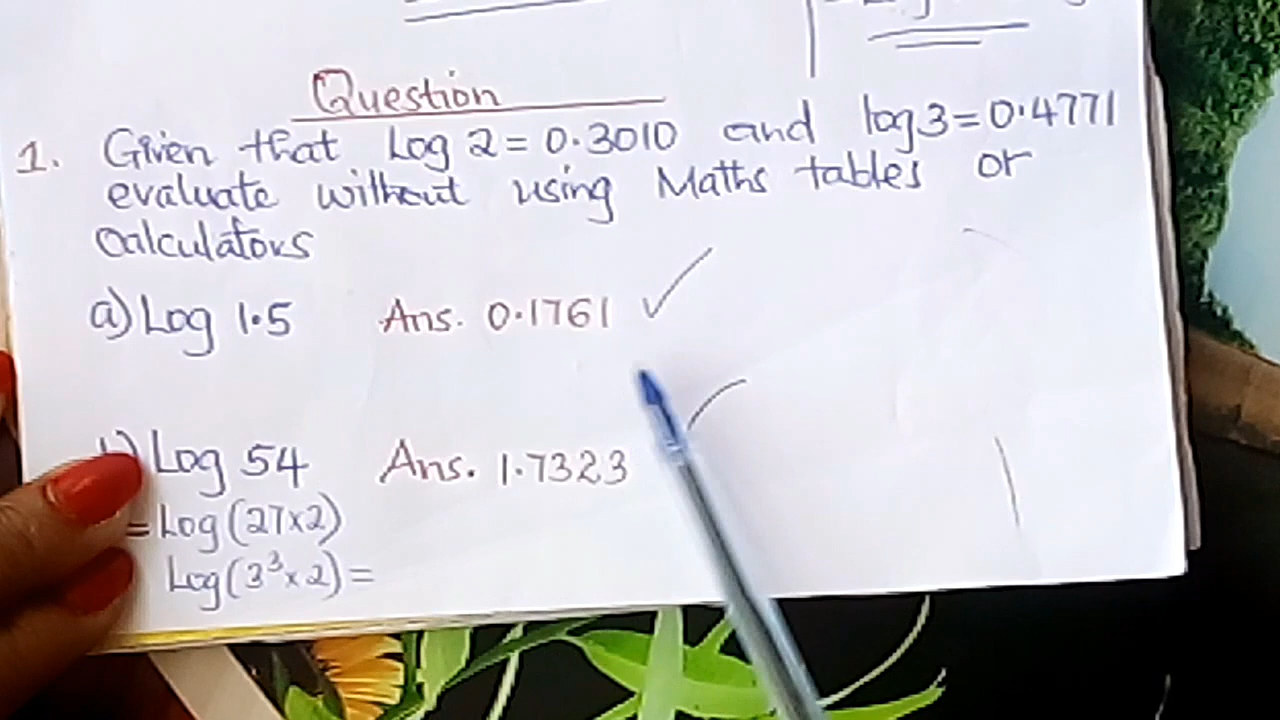 Question
1. Given that Log 2 = 0.3010 and log 3 = 0.4771
evaluate without using Maths tables or
Calculators
a) Log 1.5 Ans. 0.1761 ✓
b) Log 54 Ans. 1.7323
= Log (27x2)
Log (3³x2) =